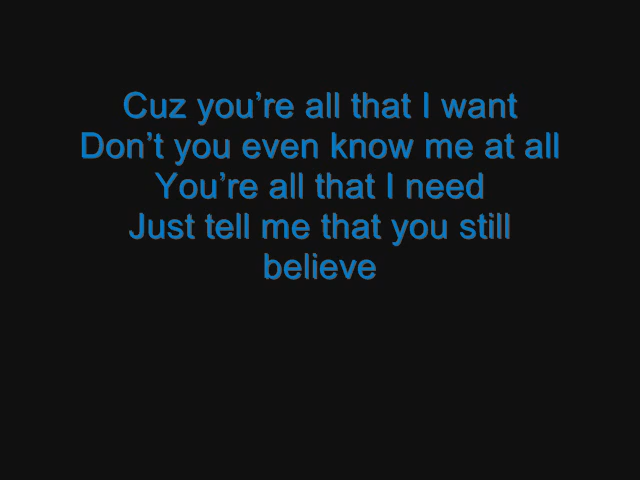 Cuz you’re all that I want
Don’t you even know me at all
You’re all that I need
Just tell me that you still
believe